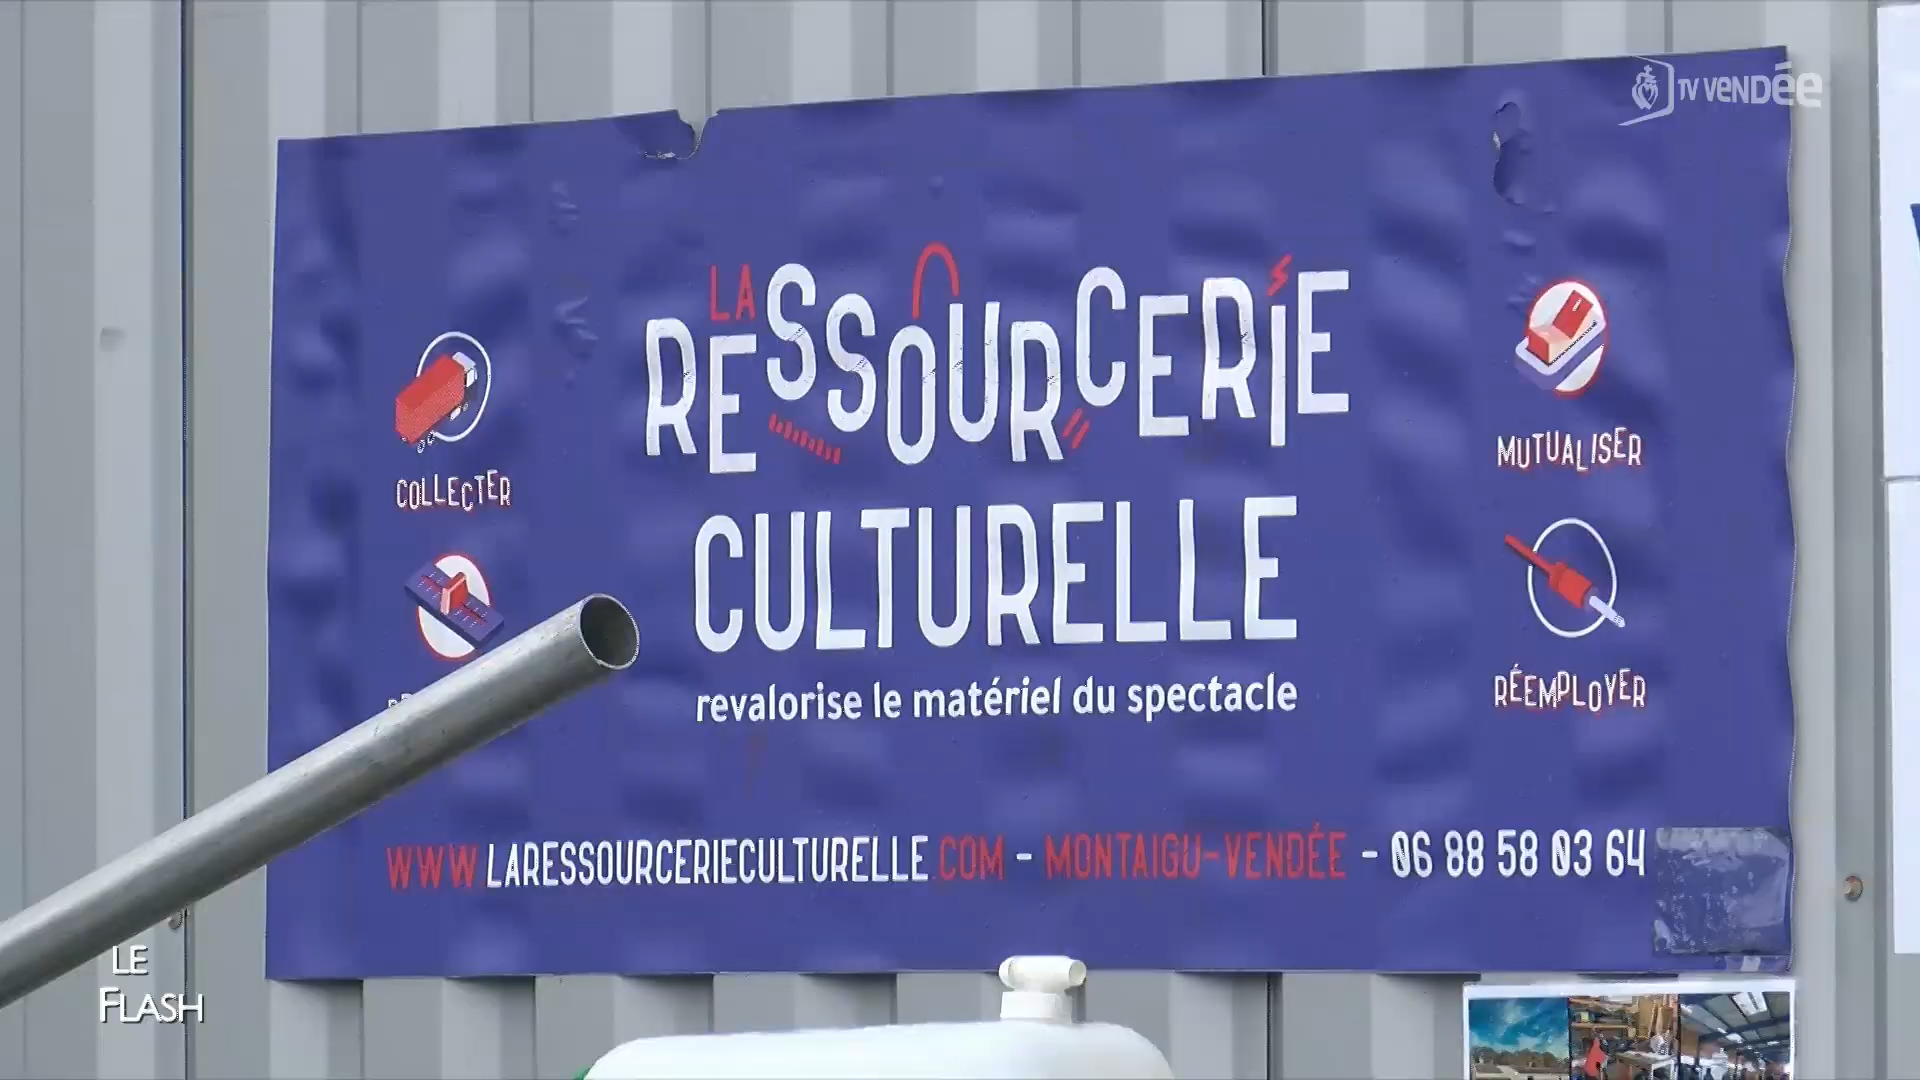 TV VENDÉE
LA
RESSOURCERIE
CULTURELLE
revalorise le matériel du spectacle
COLLECTER
MUTUALISER
RÉEMPLOYER
WWW.LARESSOURCERIECULTURELLE.COM - MONTAIGU-VENDÉE - 06 88 58 03 64
LE
FLASH